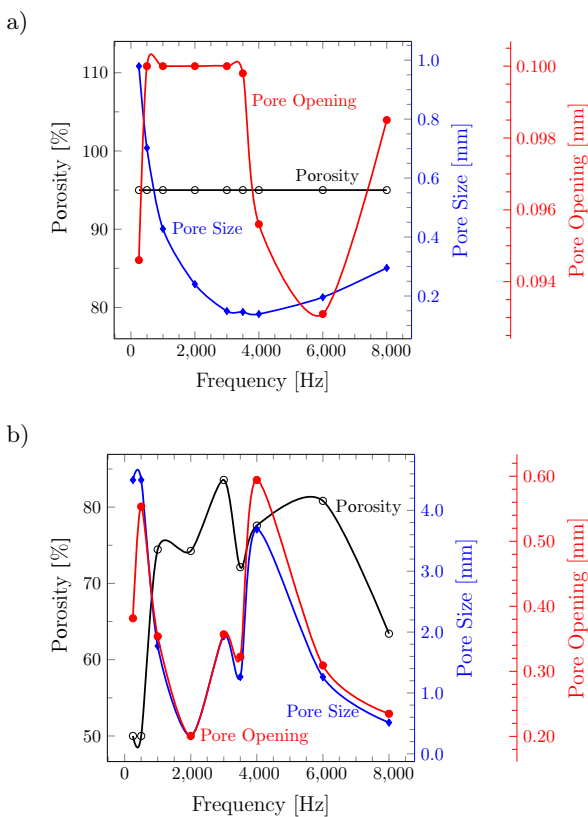 a)
110
100
90
80
Porosity [%]
0
2,000
4,000
6,000
8,000
Frequency [Hz]
Pore Opening
Porosity
Pore Size
1.0
0.8
0.6
0.4
0.2
Pore Size [mm]
0.100
0.098
0.096
0.094
Pore Opening [mm]
b)
80
70
60
50
Porosity [%]
0
2,000
4,000
6,000
8,000
Frequency [Hz]
Porosity
Pore Size
Pore Opening
4.0
3.0
2.0
1.0
0.0
Pore Size [mm]
0.60
0.50
0.40
0.30
0.20
Pore Opening [mm]